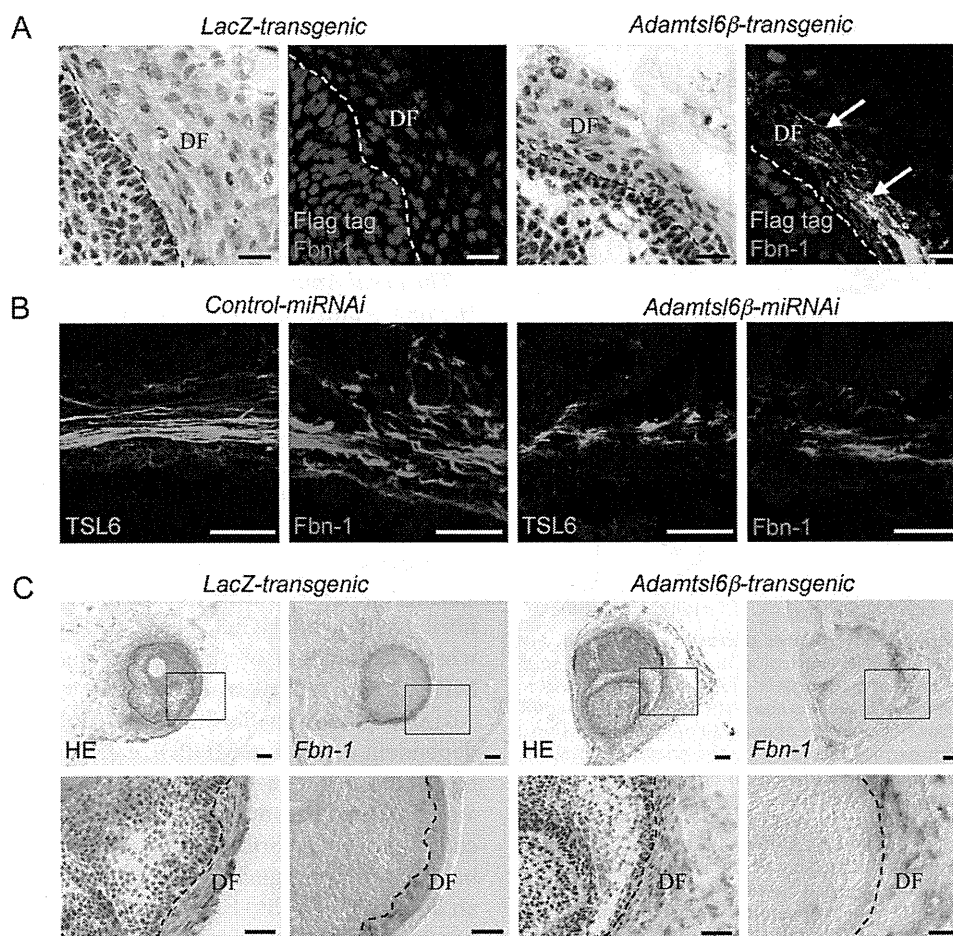 A
LacZ-transgenic
Adamtsl6β-transgenic
DF
DF
Flag tag
Fbn-1
DF
DF
Flag tag
Fbn-1
B
Control-miRNAi
Adamtsl6β-miRNAi
TSL6
Fbn-1
TSL6
Fbn-1
C
LacZ-transgenic
Adamtsl6β-transgenic
HE
Fbn-1
HE
Fbn-1
DF
DF
DF
DF